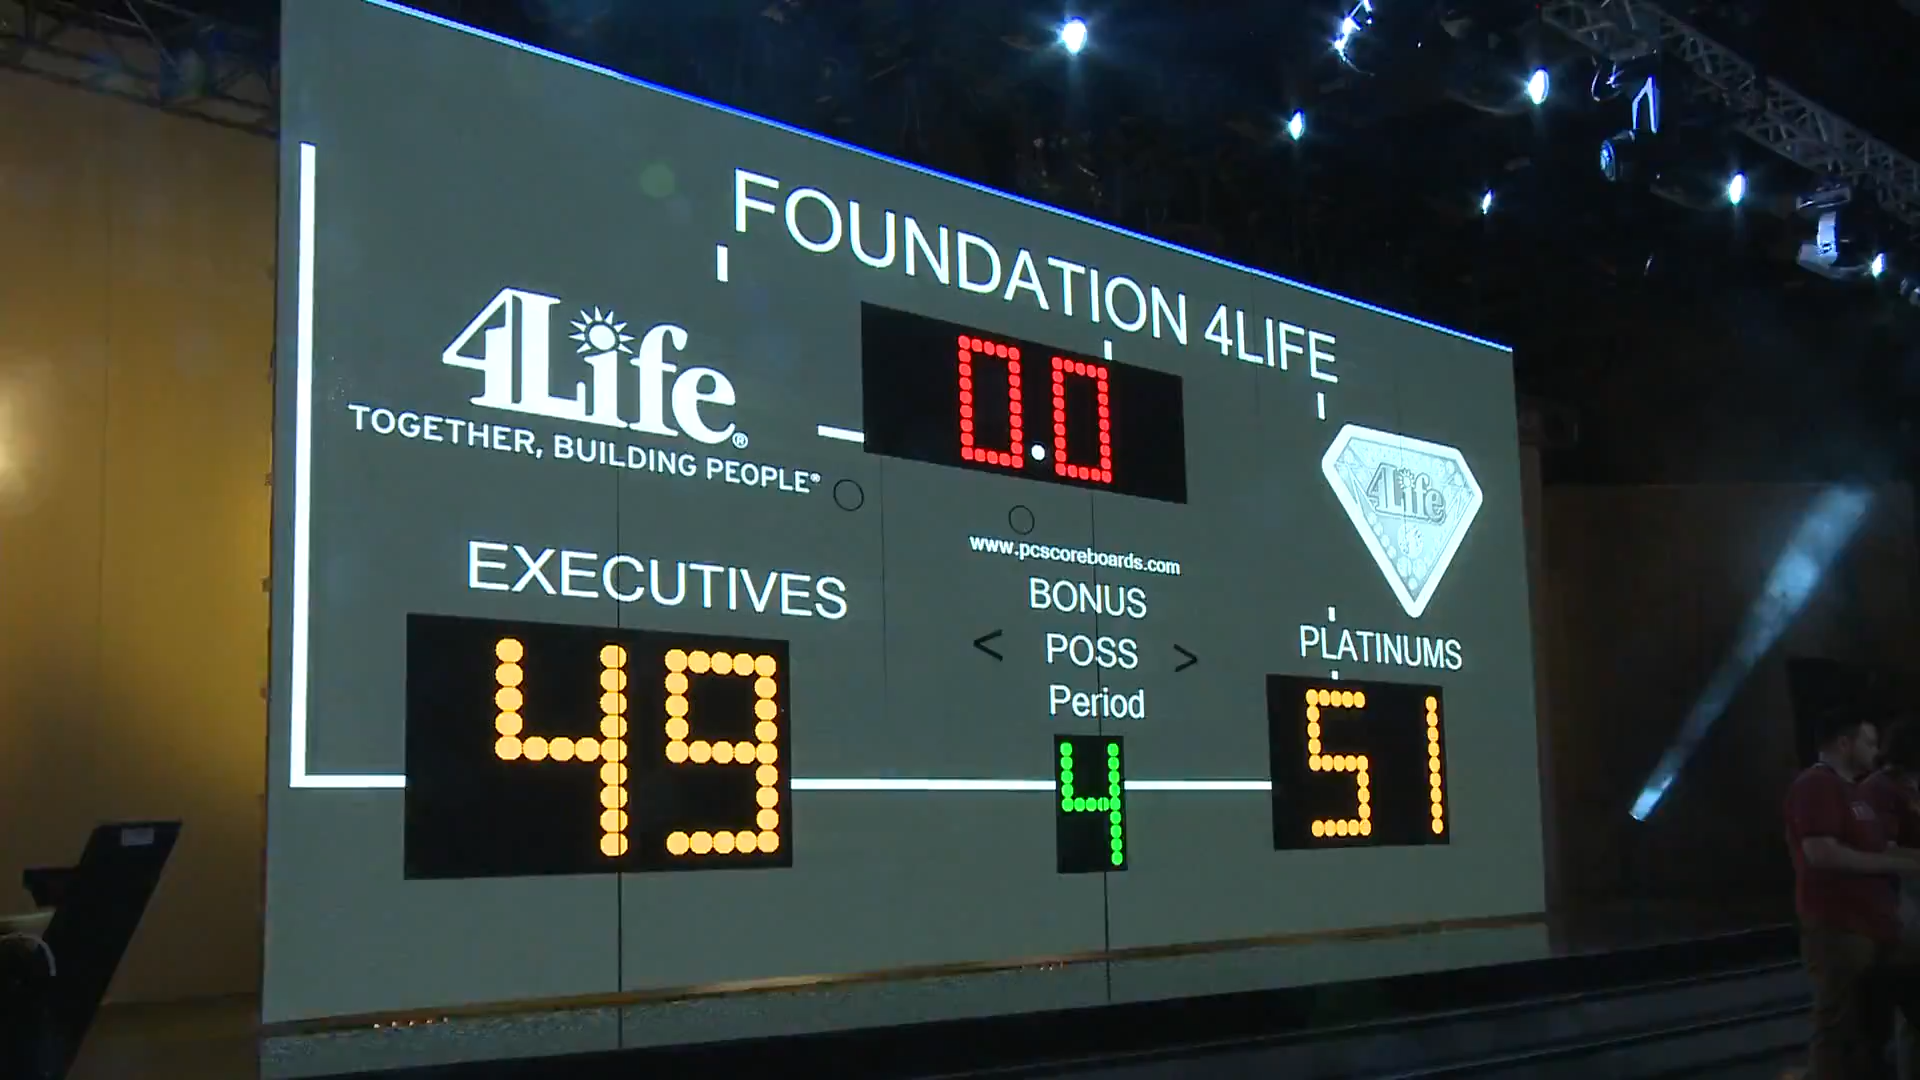 FOUNDATION 4LIFE
4Life®
TOGETHER, BUILDING PEOPLE®
0.0
4Life
www.pcscoreboards.com
EXECUTIVES
BONUS
< POSS >
PLATINUMS
Period
49
4
51